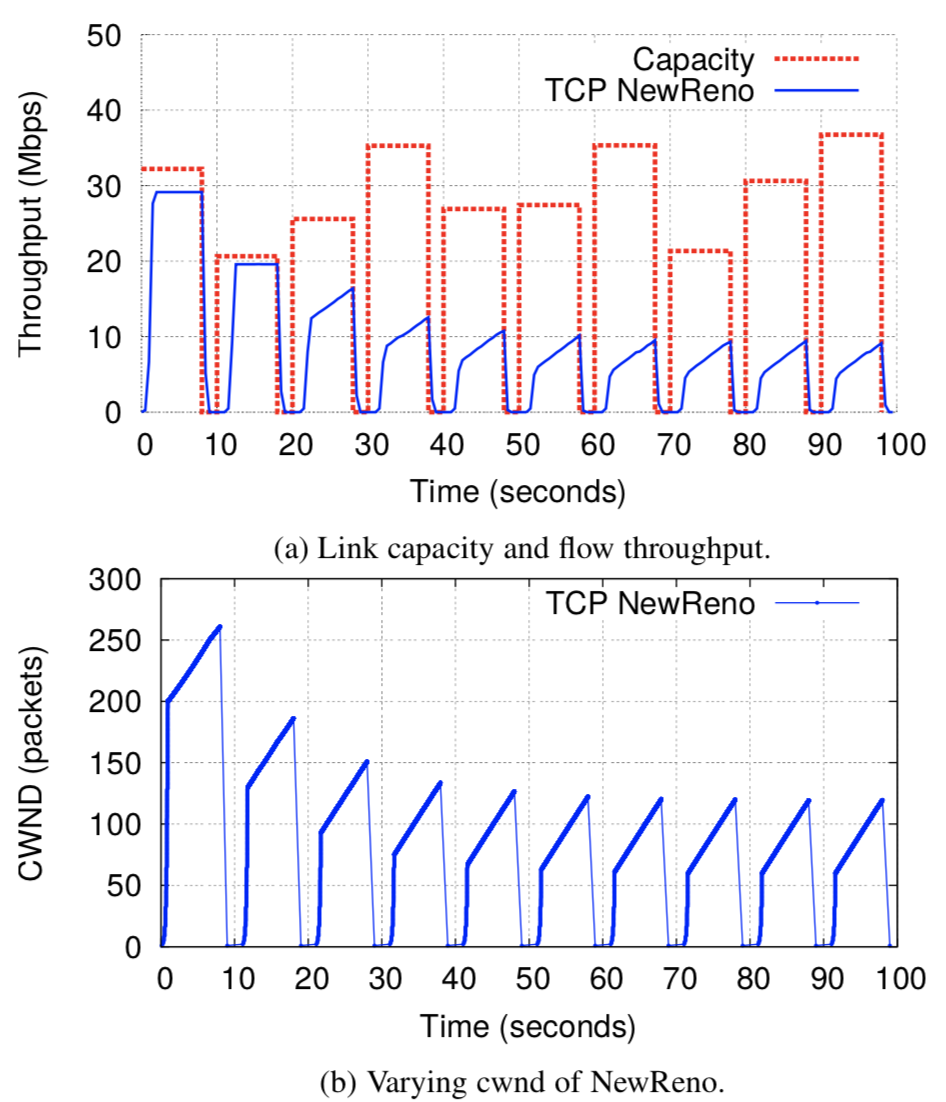 50
40
30
20
10
0
Throughput (Mbps)
Capacity
TCP NewReno
0 10 20 30 40 50 60 70 80 90 100
Time (seconds)
(a) Link capacity and flow throughput.
300
250
200
150
100
50
0
CWND (packets)
TCP NewReno
0 10 20 30 40 50 60 70 80 90 100
Time (seconds)
(b) Varying cwnd of NewReno.